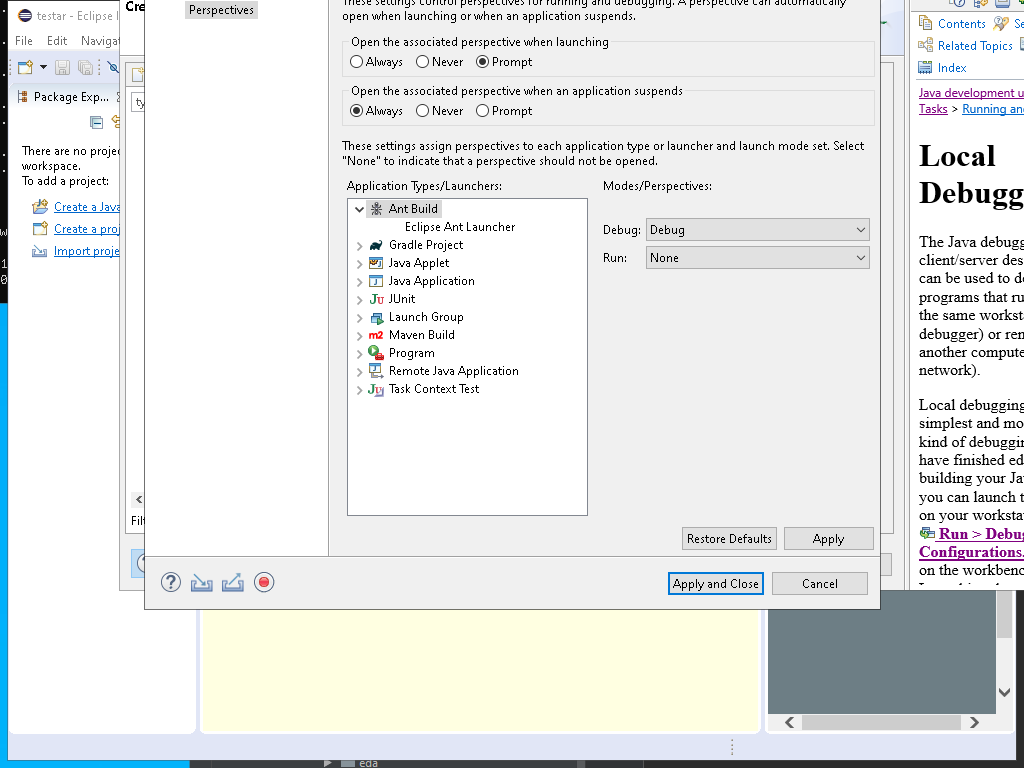 testar - Eclipse I
File Edit Navigat
Package Exp...
There are no proje
workspace.
To add a project:
Create a Java
Create a proj
Import proje
Cre
ty
Filt
Perspectives
These settings control perspectives for running and debugging. A perspective can automatically
open when launching or when an application suspends.
Open the associated perspective when launching
Always Never Prompt
Open the associated perspective when an application suspends
Always Never Prompt
These settings assign perspectives to each application type or launcher and launch mode set. Select
"None" to indicate that a perspective should not be opened.
Application Types/Launchers:
Ant Build
Eclipse Ant Launcher
Gradle Project
Java Applet
Java Application
JUnit
Launch Group
Maven Build
Program
Remote Java Application
Task Context Test
Modes/Perspectives:
Debug: Debug
Run: None
Restore Defaults Apply
Apply and Close Cancel
Contents Se
Related Topics
Index
Java development u
Tasks > Running an
Local
Debugg
The Java debugg
client/server des
can be used to de
programs that ru
the same worksta
debugger) or rem
another compute
network).
Local debugging
simplest and mo
kind of debuggin
have finished ed
building your Jav
you can launch t
on your worksta
Run > Debug
Configurations.
on the workbenc
eda